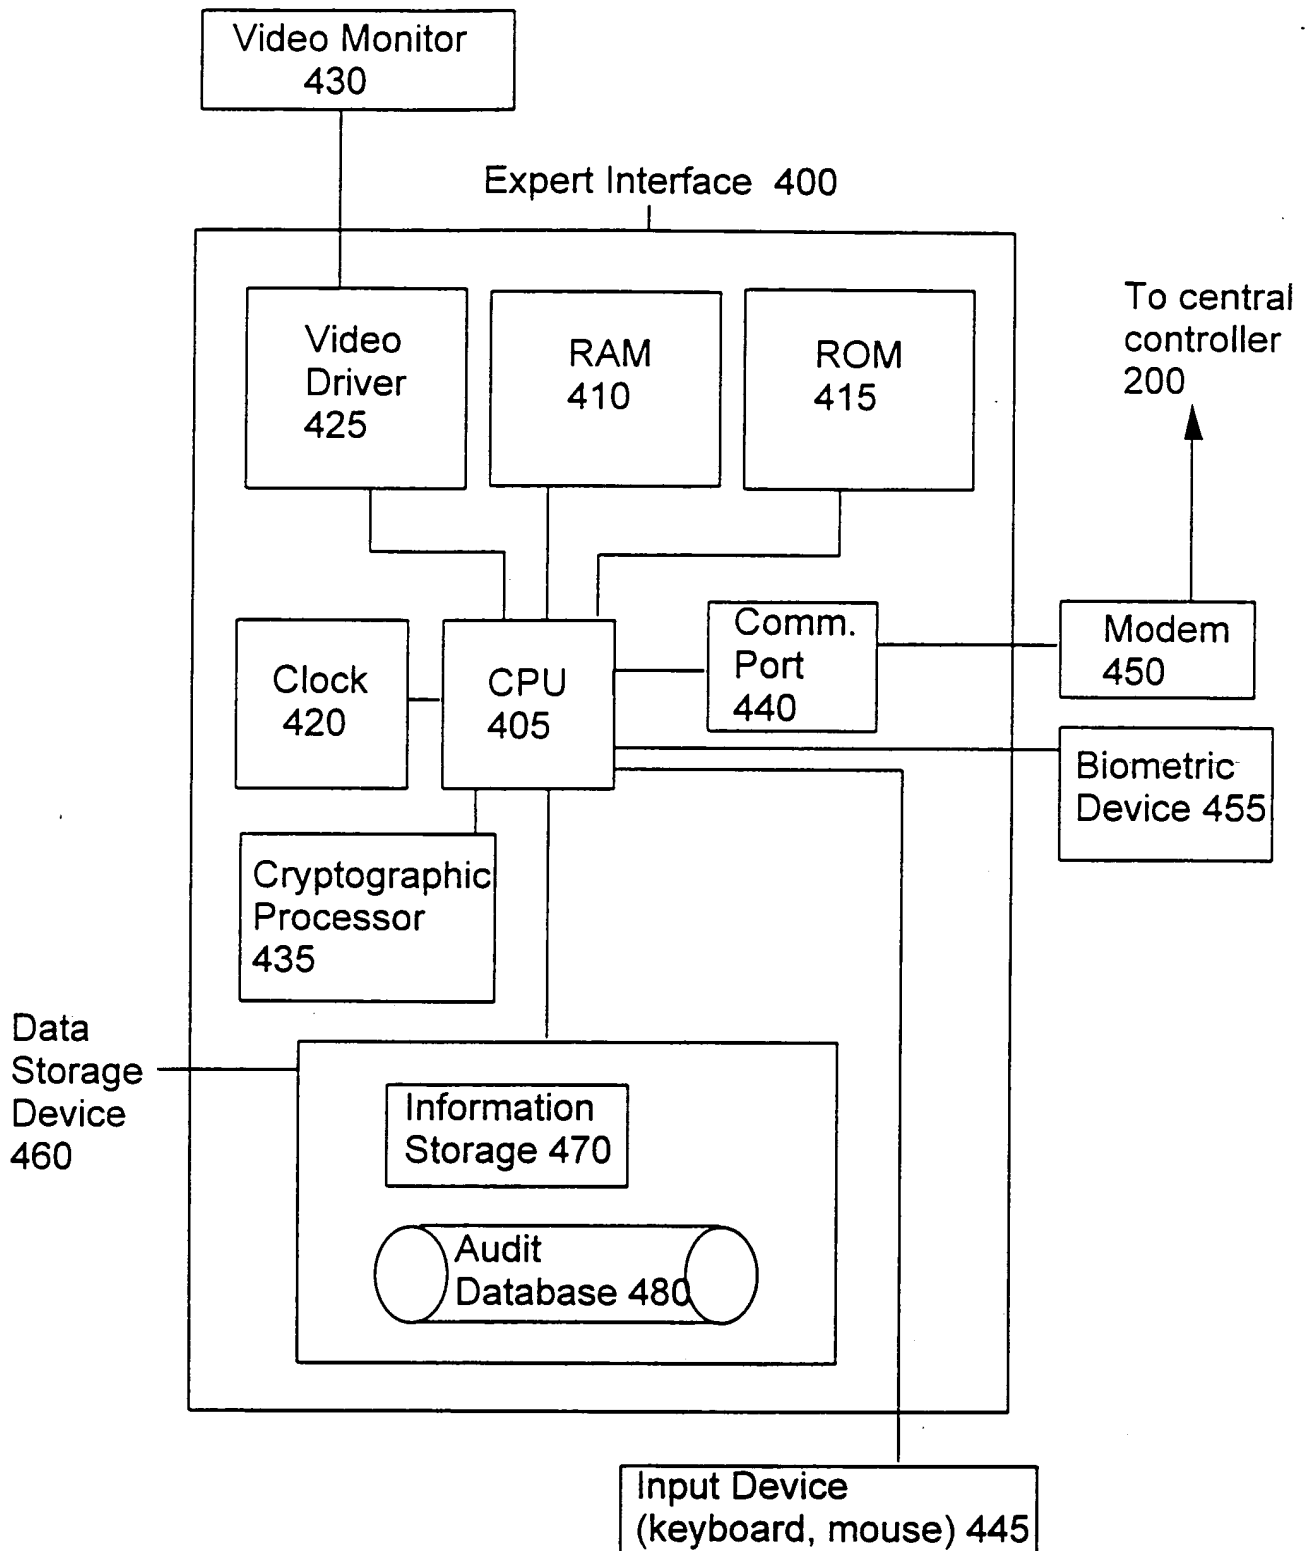 Video Monitor
430
Expert Interface 400
To central
controller
200
Video
Driver
425
RAM
410
ROM
415
Clock
420
CPU
405
Comm.
Port
440
Modem
450
Biometric
Device 455
Cryptographic
Processor
435
Data
Storage
Device
460
Information
Storage 470
Audit
Database 480
Input Device
(keyboard, mouse) 445